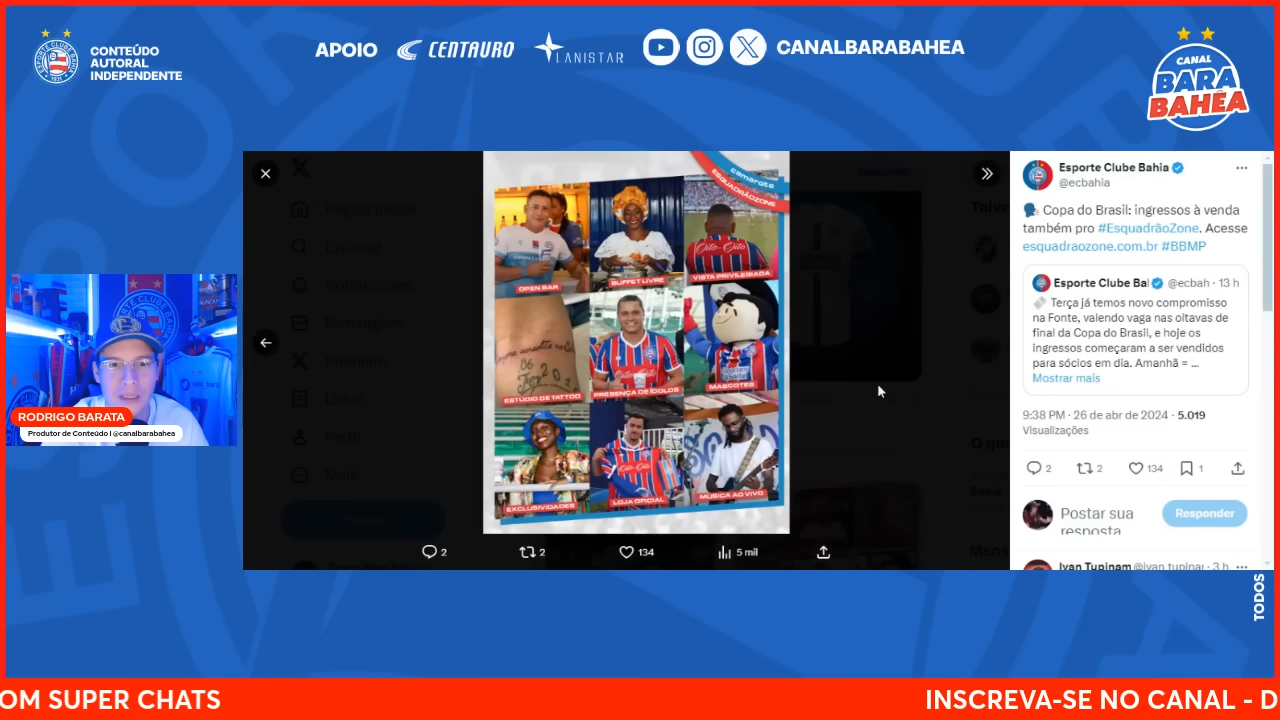 CONTEÚDO
AUTORAL
INDEPENDENTE
APOIO
CENTAURO
LANISTAR
CANALBARABAHEA
CANAL
BARA
BAHÊA
camarote
ESQUADRÃOZONE
OPEN BAR
BUFFET LIVRE
VISTA PRIVILEGIADA
ESTÚDIO DE TATTOO
PRESENÇA DE ÍDOLOS
MASCOTES
EXCLUSIVIDADES
LOJA OFICIAL
MÚSICA AO VIVO
2
2
134
5 mil
Esporte Clube Bahia
@ecbahia
Copa do Brasil: ingressos à venda
também pro #EsquadrãoZone. Acesse
esquadraozone.com.br #BBMP
Esporte Clube Bai @ecbah · 13 h
Terça já temos novo compromisso
na Fonte, valendo vaga nas oitavas de
final da Copa do Brasil, e hoje os
ingressos começaram a ser vendidos
para sócios em dia. Amanhã = ...
Mostrar mais
9:38 PM · 26 de abr de 2024 · 5.019
Visualizações
2
2
134
1
Postar sua
resposta
Responder
Ivan Tupinam @ivan_tupinar · 3 h
RODRIGO BARATA
Produtor de Conteúdo | @canalbarabahea
TODOS
OM SUPER CHATS
INSCREVA-SE NO CANAL - D